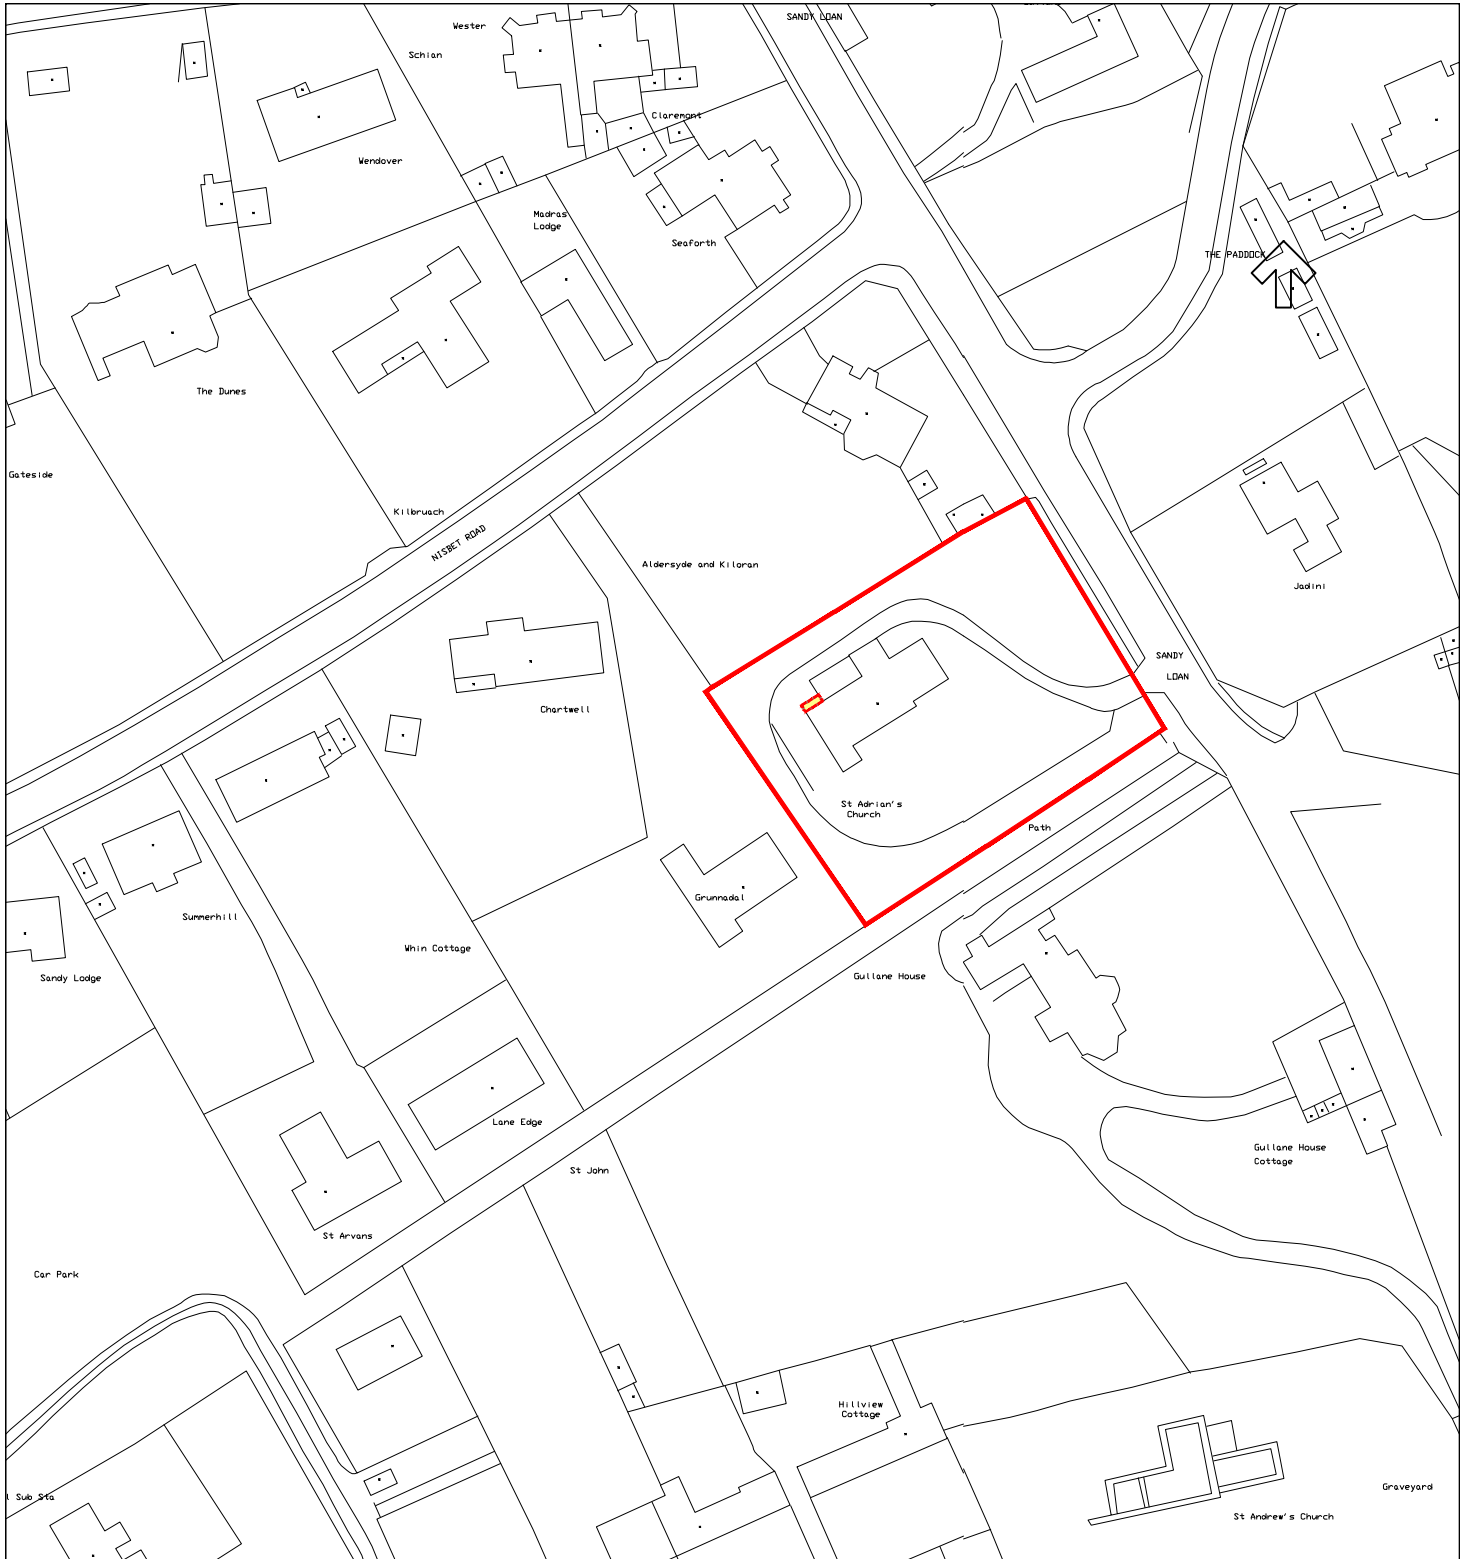 SANDY LOAN
Wester
Schian
Claremont
Wendover
Madras
Lodge
Seaforth
THE PADDOCK
The Dunes
Gateside
Kilbruach
NISBET ROAD
Aldersyde and Kiloran
Jadini
SANDY
LOAN
Chartwell
St Adrian's
Church
Path
Grunnadal
Summerhill
Whin Cottage
Sandy Lodge
Gullane House
Lane Edge
Gullane House
Cottage
St John
St Arvans
Car Park
Hillview
Cottage
Graveyard
Sub Sta
St Andrew's Church